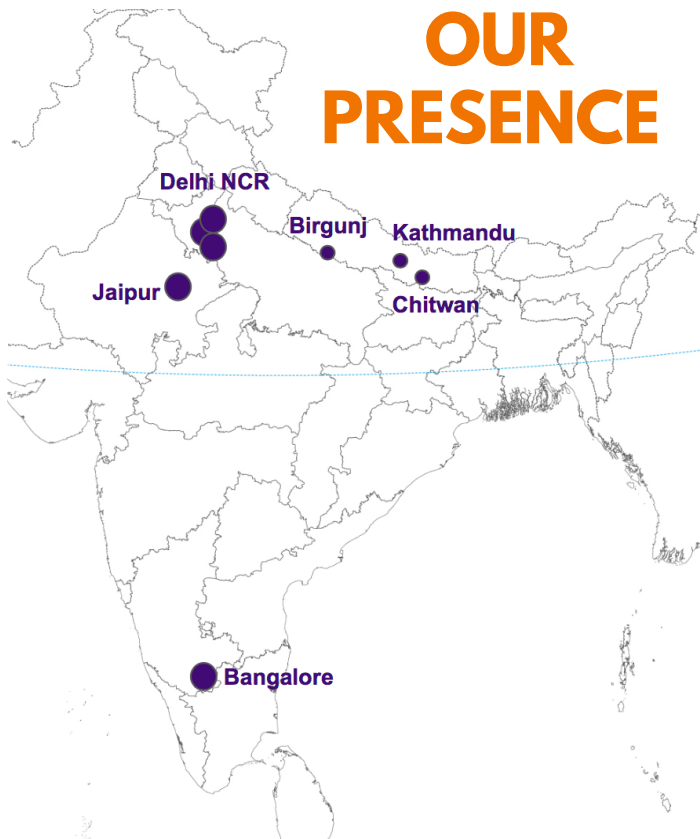 OUR
PRESENCE
Delhi NCR
Birgunj
Kathmandu
Jaipur
Chitwan
Bangalore